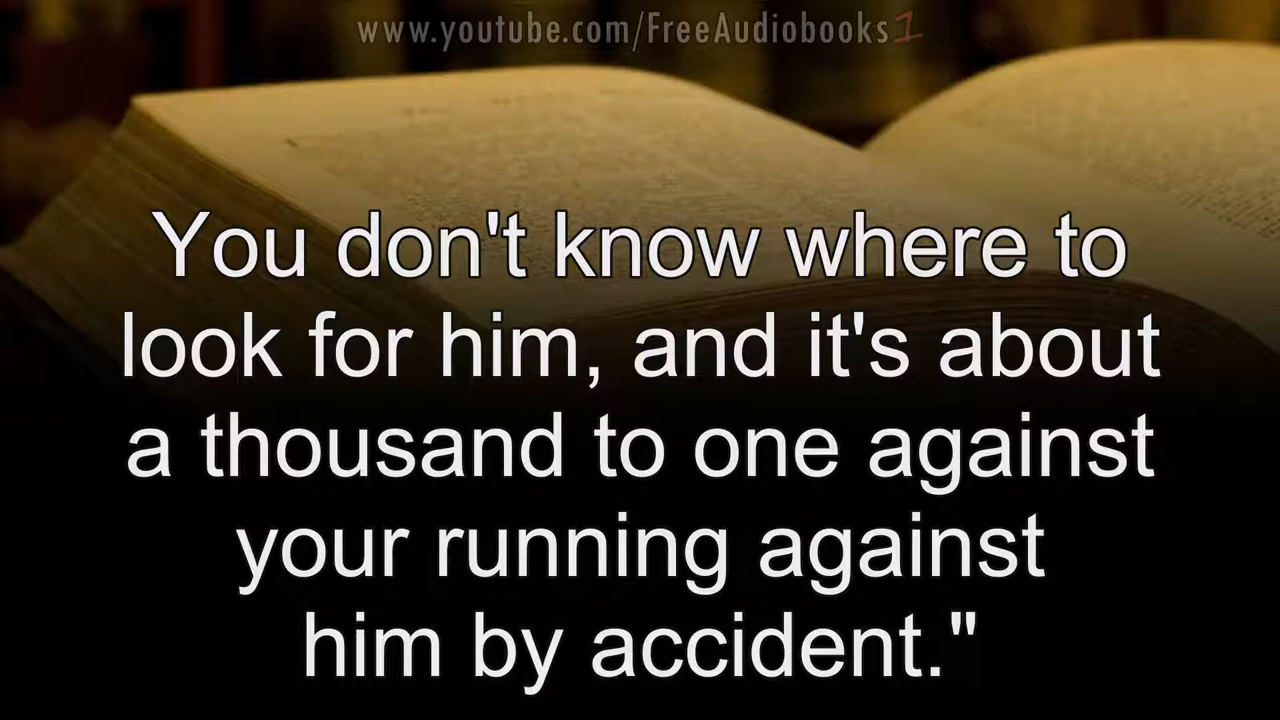 www.youtube.com/FreeAudiobooks1
You don't know where to
look for him, and it's about
a thousand to one against
your running against
him by accident."